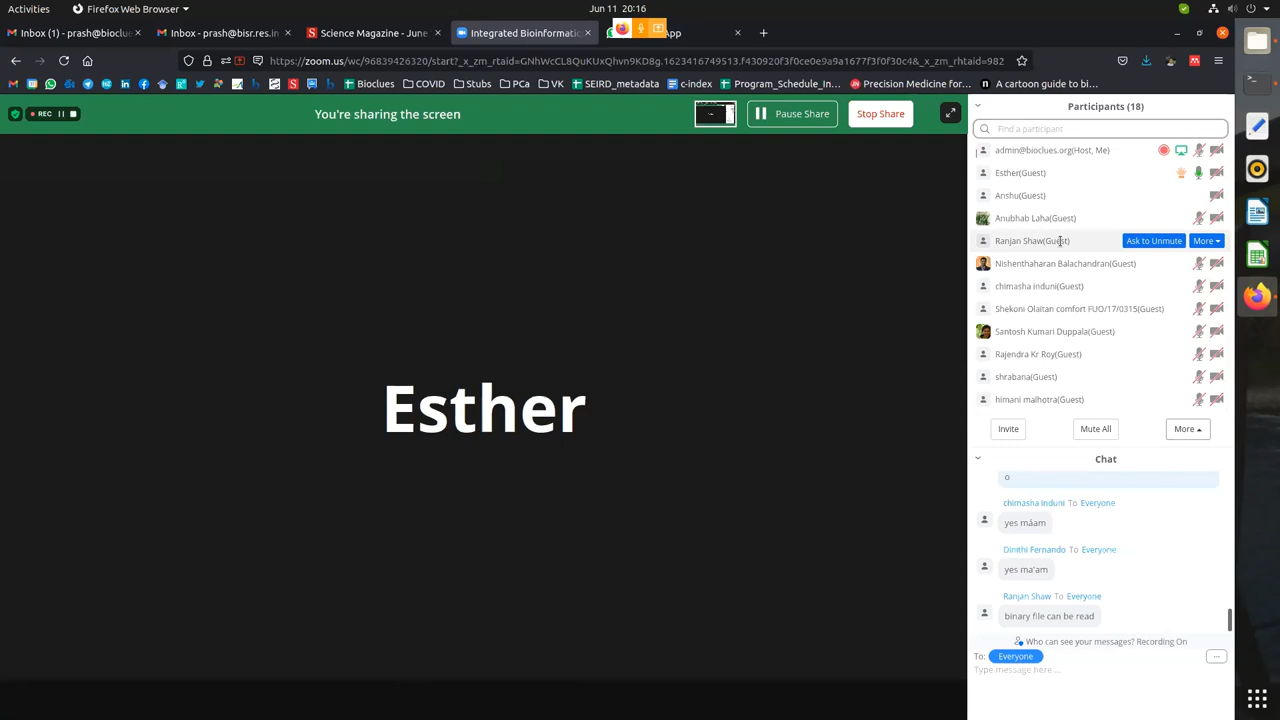 Activities
Firefox Web Browser
Jun 11 20:16
Inbox (1) - prash@bioclue
Inbox - prash@bisr.res.in
Science Magazine - June
Integrated Bioinformatic
App
https://zoom.us/wc/96839426320/start?_x_zm_rtaid=GNhVvcCL8QuKUxQhvn9KD8g.1623416749513.f430920f3f0ce0e9a9a1677f3f0f30c4&_x_zm_rhtaid=982
Bioclues
COVID
Stubs
PCa
VK
SEIRD_metadata
c-index
Program_Schedule_In...
Precision Medicine for...
A cartoon guide to bi...
REC
You're sharing the screen
Pause Share
Stop Share
Participants (18)
Find a participant
admin@bioclues.org(Host, Me)
Esther(Guest)
Anshu(Guest)
Anubhab Laha(Guest)
Ranjan Shaw(Guest)
Ask to Unmute
More
Nishenthaharan Balachandran(Guest)
chimasha induni(Guest)
Shekoni Olaitan comfort FUO/17/0315(Guest)
Santosh Kumari Duppala(Guest)
Rajendra Kr Roy(Guest)
shrabana(Guest)
himani malhotra(Guest)
Invite
Mute All
More
Esther
Chat
o
chimasha induni To Everyone
yes máam
Dinithi Fernando To Everyone
yes ma'am
Ranjan Shaw To Everyone
binary file can be read
Who can see your messages? Recording On
To: Everyone
Type message here ...